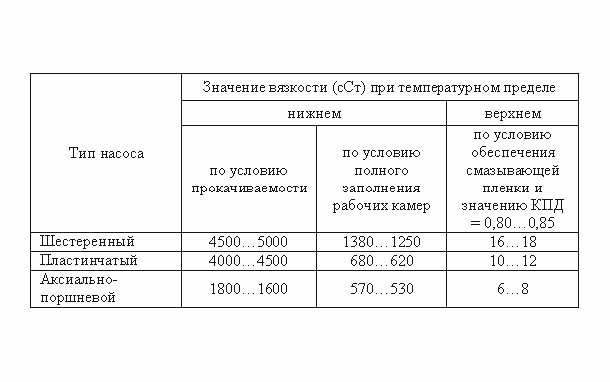 Тип насоса
Значение вязкости (сСт) при температурном пределе
нижнем
верхнем
по условию
прокачиваемости
по условию
полного
заполнения
рабочих камер
по условию
обеспечения
смазывающей
пленки и
значению КПД
= 0,80…0,85
Шестеренный 4500…5000 1380…1250 16…18
Пластинчатый 4000…4500 680…620 10…12
Аксиально-
поршневой 1800…1600 570…530 6…8